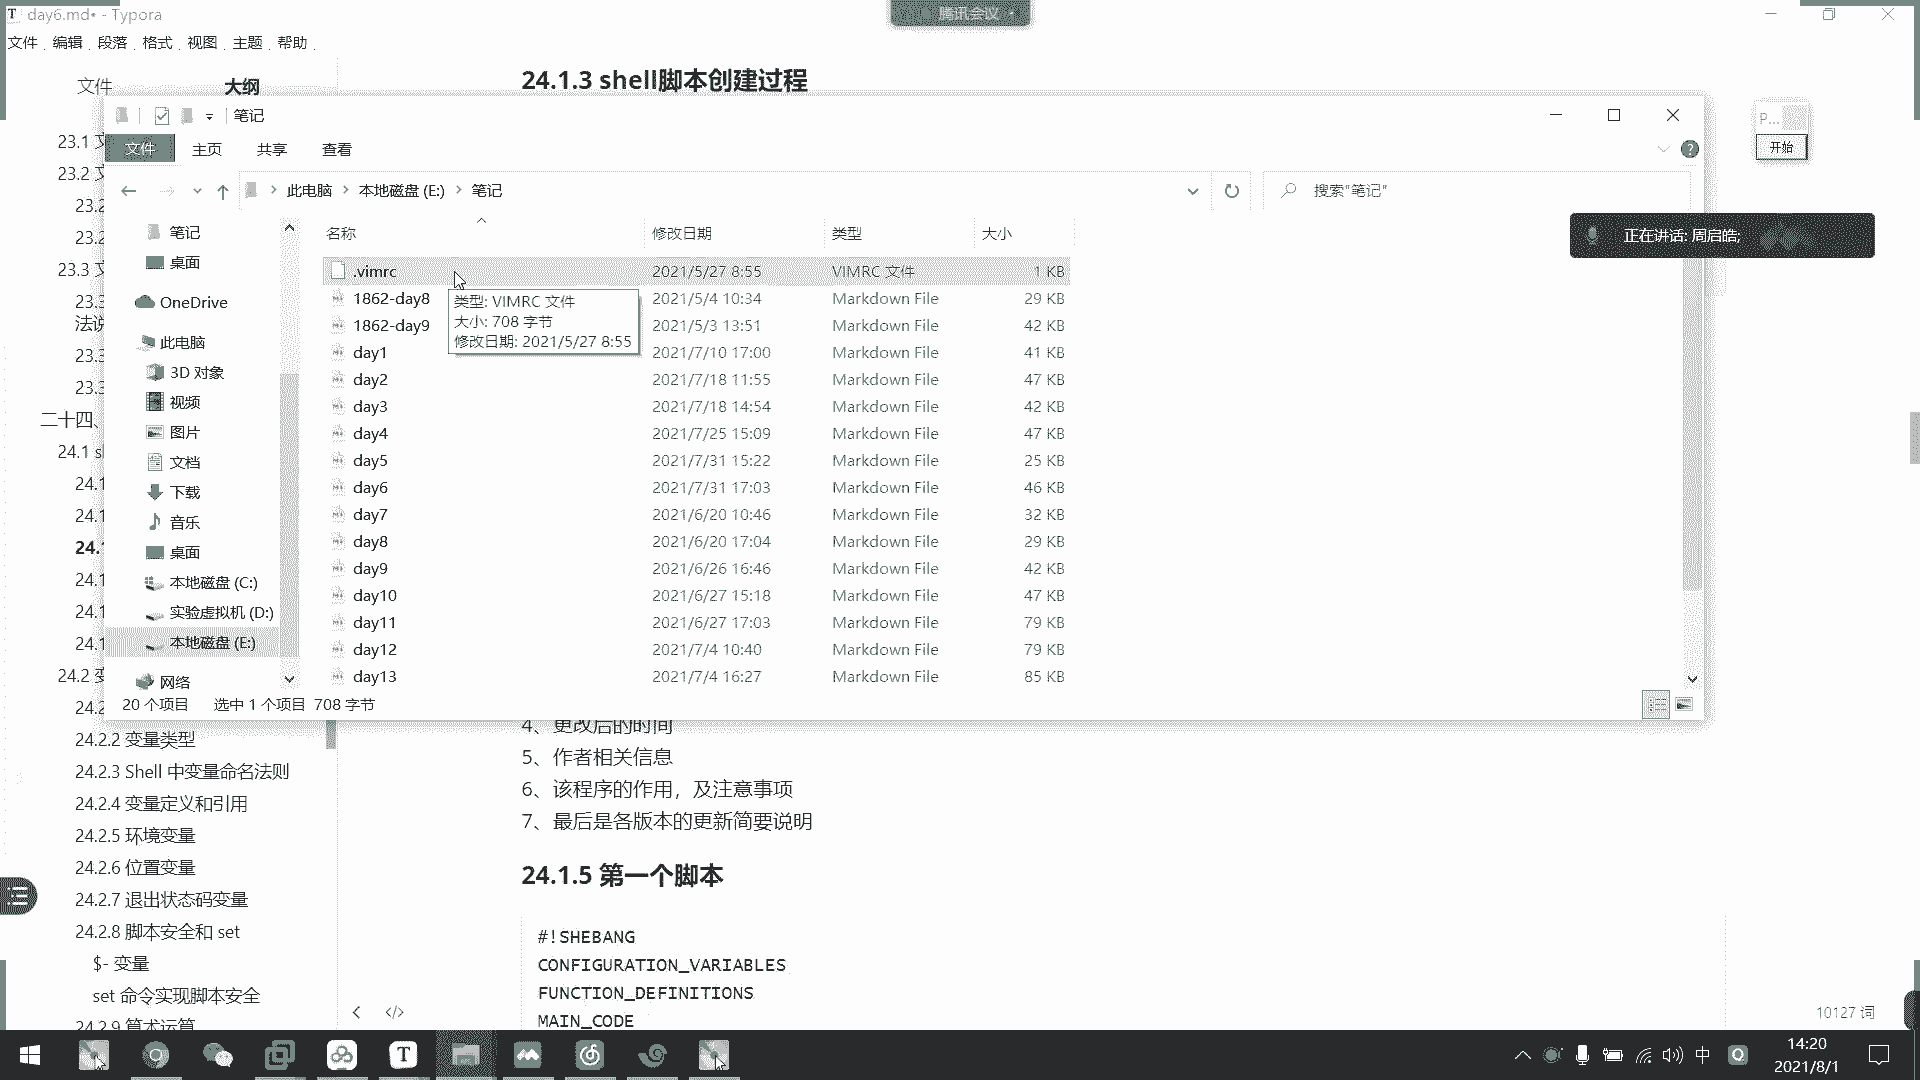 day6.md• - Typora
腾讯会议
文件 编辑 段落 格式 视图 主题 帮助
文件 大纲
24.1.3 shell脚本创建过程
笔记
文件 主页 共享 查看
此电脑 本地磁盘 (E:) 笔记
搜索"笔记"
P...
开始
正在讲话: 周启皓;
23.1 文
23.2 文
23.2
23.2
23.3 文
23.3
法说
23.3
23.3
二十四、
24.1 sl
24.1
24.1
24.1
24.1
24.1
24.1
24.2 变
24.2
24.2.2 变量类型
24.2.3 Shell 中变量命名法则
24.2.4 变量定义和引用
24.2.5 环境变量
24.2.6 位置变量
24.2.7 退出状态码变量
24.2.8 脚本安全和 set
$- 变量
set 命令实现脚本安全
24.2.9 算术运算
笔记
桌面
OneDrive
此电脑
3D 对象
视频
图片
文档
下载
音乐
桌面
本地磁盘 (C:)
实验虚拟机 (D:)
本地磁盘 (E:)
网络
名称 修改日期 类型 大小
.vimrc 2021/5/27 8:55 VIMRC 文件 1 KB
1862-day8 2021/5/4 10:34 Markdown File 29 KB
1862-day9 2021/5/3 13:51 Markdown File 42 KB
day1 2021/7/10 17:00 Markdown File 41 KB
day2 2021/7/18 11:55 Markdown File 47 KB
day3 2021/7/18 14:54 Markdown File 42 KB
day4 2021/7/25 15:09 Markdown File 47 KB
day5 2021/7/31 15:22 Markdown File 25 KB
day6 2021/7/31 17:03 Markdown File 46 KB
day7 2021/6/20 10:46 Markdown File 32 KB
day8 2021/6/20 17:04 Markdown File 29 KB
day9 2021/6/26 16:46 Markdown File 42 KB
day10 2021/6/27 15:18 Markdown File 47 KB
day11 2021/6/27 17:03 Markdown File 79 KB
day12 2021/7/4 10:40 Markdown File 79 KB
day13 2021/7/4 16:27 Markdown File 85 KB
类型: VIMRC 文件
大小: 708 字节
修改日期: 2021/5/27 8:55
20 个项目 选中 1 个项目 708 字节
4、更改后的时间
5、作者相关信息
6、该程序的作用，及注意事项
7、最后是各版本的更新简要说明
24.1.5 第一个脚本
#!SHEBANG
CONFIGURATION_VARIABLES
FUNCTION_DEFINITIONS
MAIN_CODE
10127 词
中
14:20
2021/8/1